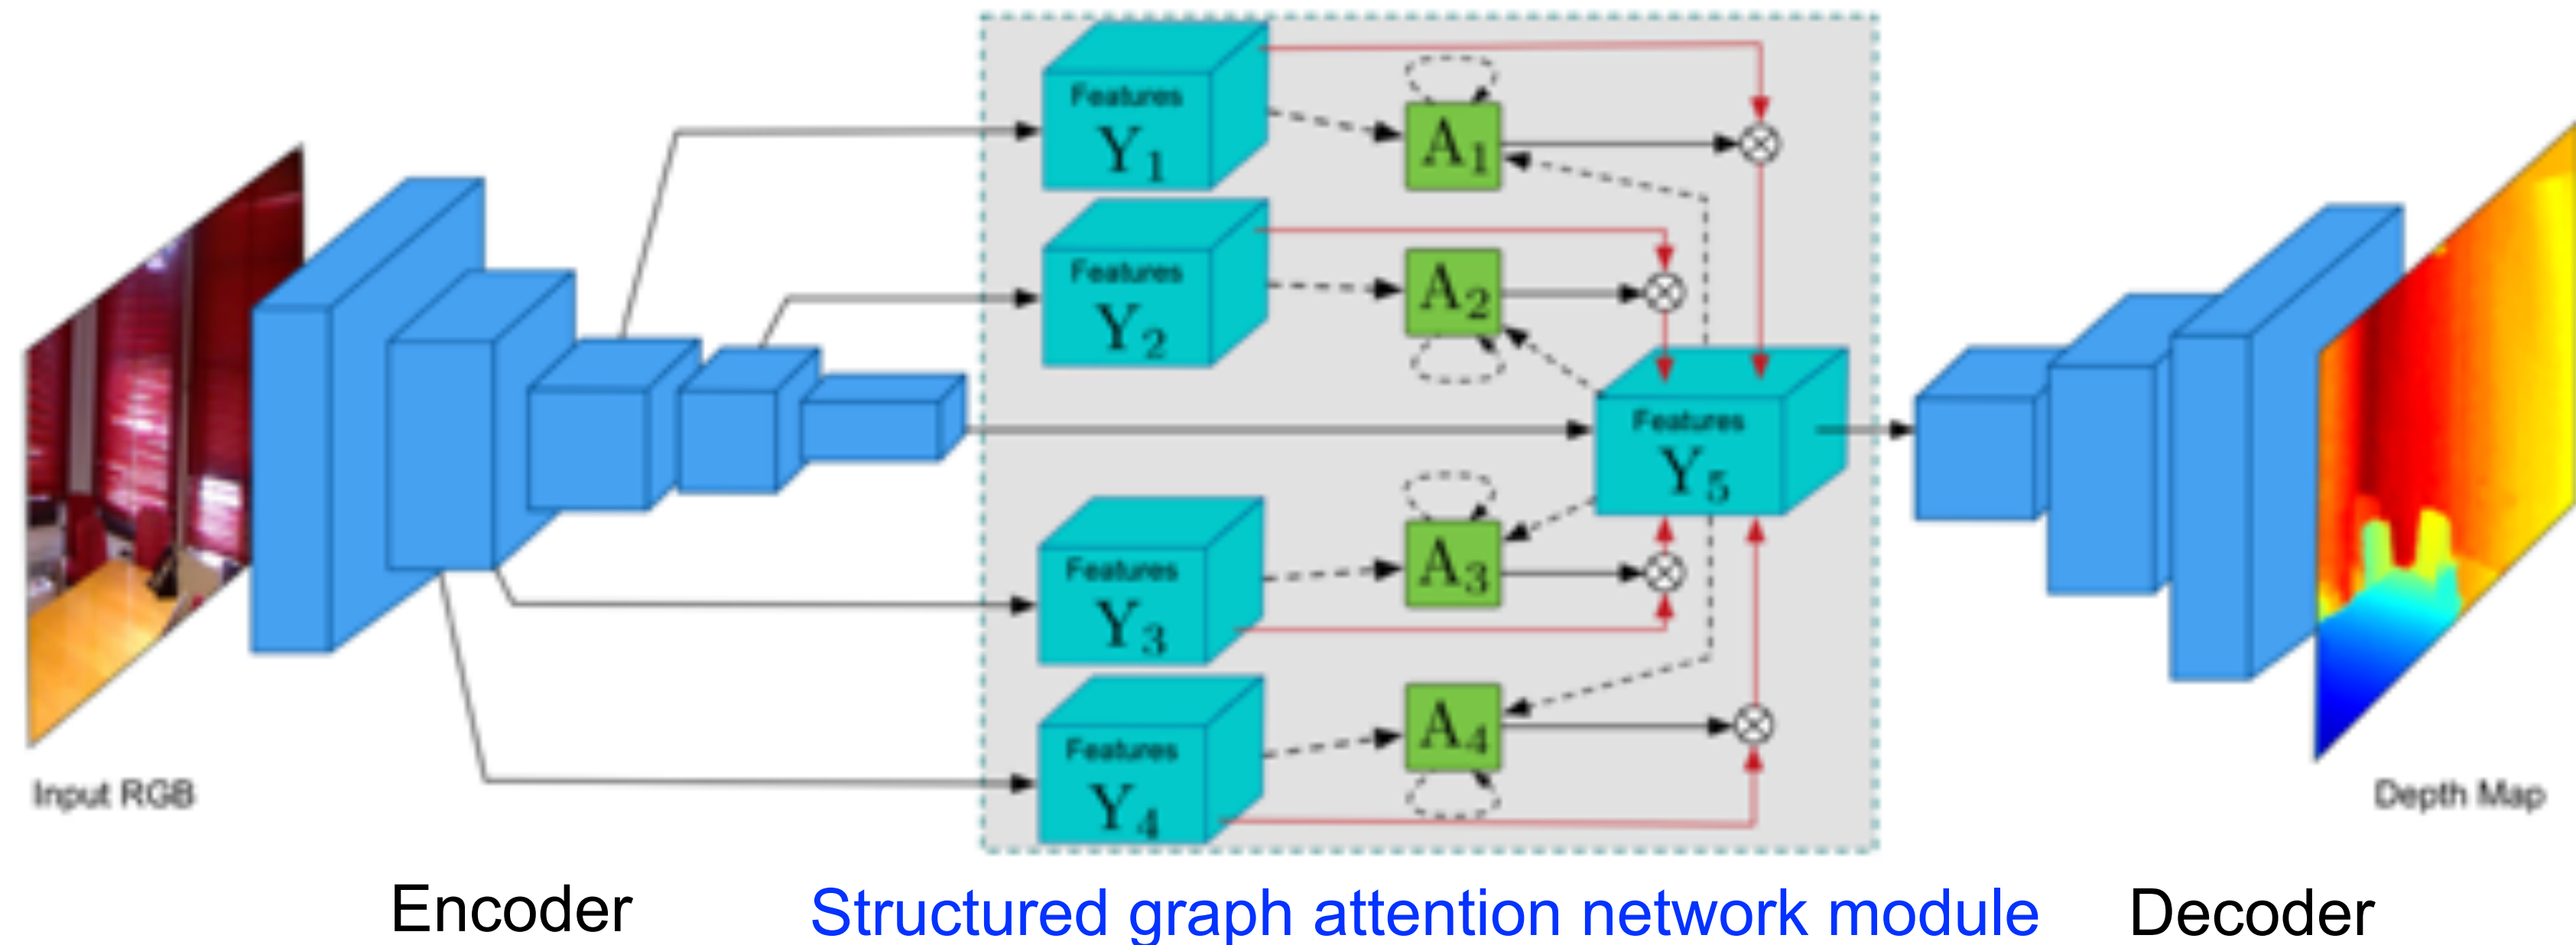 Features
Y1
A1
Features
Y2
A2
Features
Y5
Features
Y3
A3
Features
Y4
A4
Input RGB
Depth Map
Encoder
Structured graph attention network module
Decoder